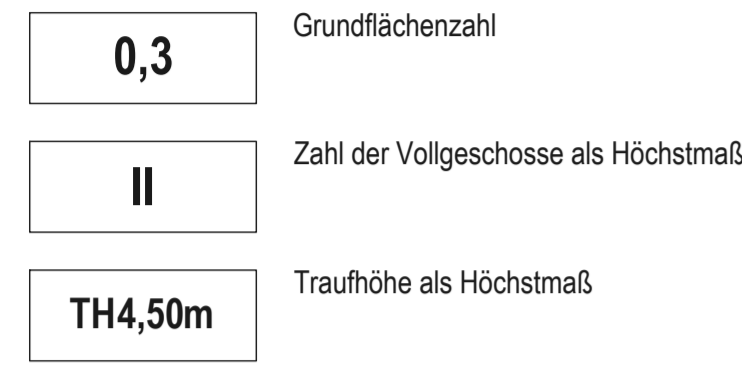 0,3 Grundflächenzahl
II Zahl der Vollgeschosse als Höchstmaß
TH4,50m Traufhöhe als Höchstmaß